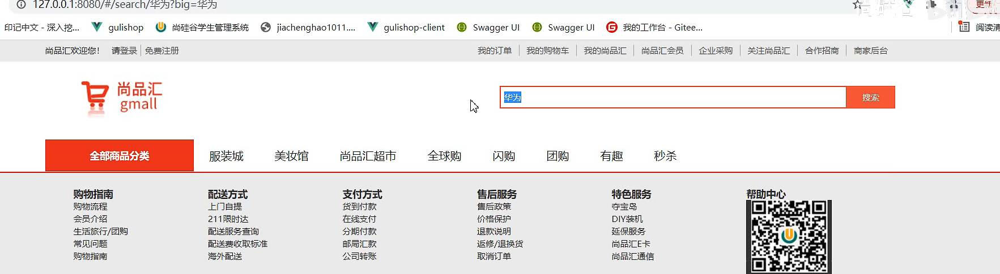 127.0.0.1:8080/#/search/华为?big=华为
更新
印记中文 - 深入挖... gulishop 尚硅谷学生管理系统 jiachenghao1011.... gulishop-client Swagger UI Swagger UI 我的工作台 - Gitee... 阅读清
尚品汇欢迎您! 请登录 免费注册 我的订单 我的购物车 我的尚品汇 尚品汇会员 企业采购 关注尚品汇 合作招商 商家后台
尚品汇
gmall
华为 搜索
全部商品分类 服装城 美妆馆 尚品汇超市 全球购 闪购 团购 有趣 秒杀
购物指南 配送方式 支付方式 售后服务 特色服务 帮助中心
购物流程 上门自提 货到付款 售后政策 夺宝岛
会员介绍 211限时达 在线支付 价格保护 DIY装机
生活旅行/团购 配送服务查询 分期付款 退款说明 延保服务
常见问题 配送费收取标准 邮局汇款 返修/退换货 尚品汇E卡
购物指南 海外配送 公司转账 取消订单 尚品汇通信